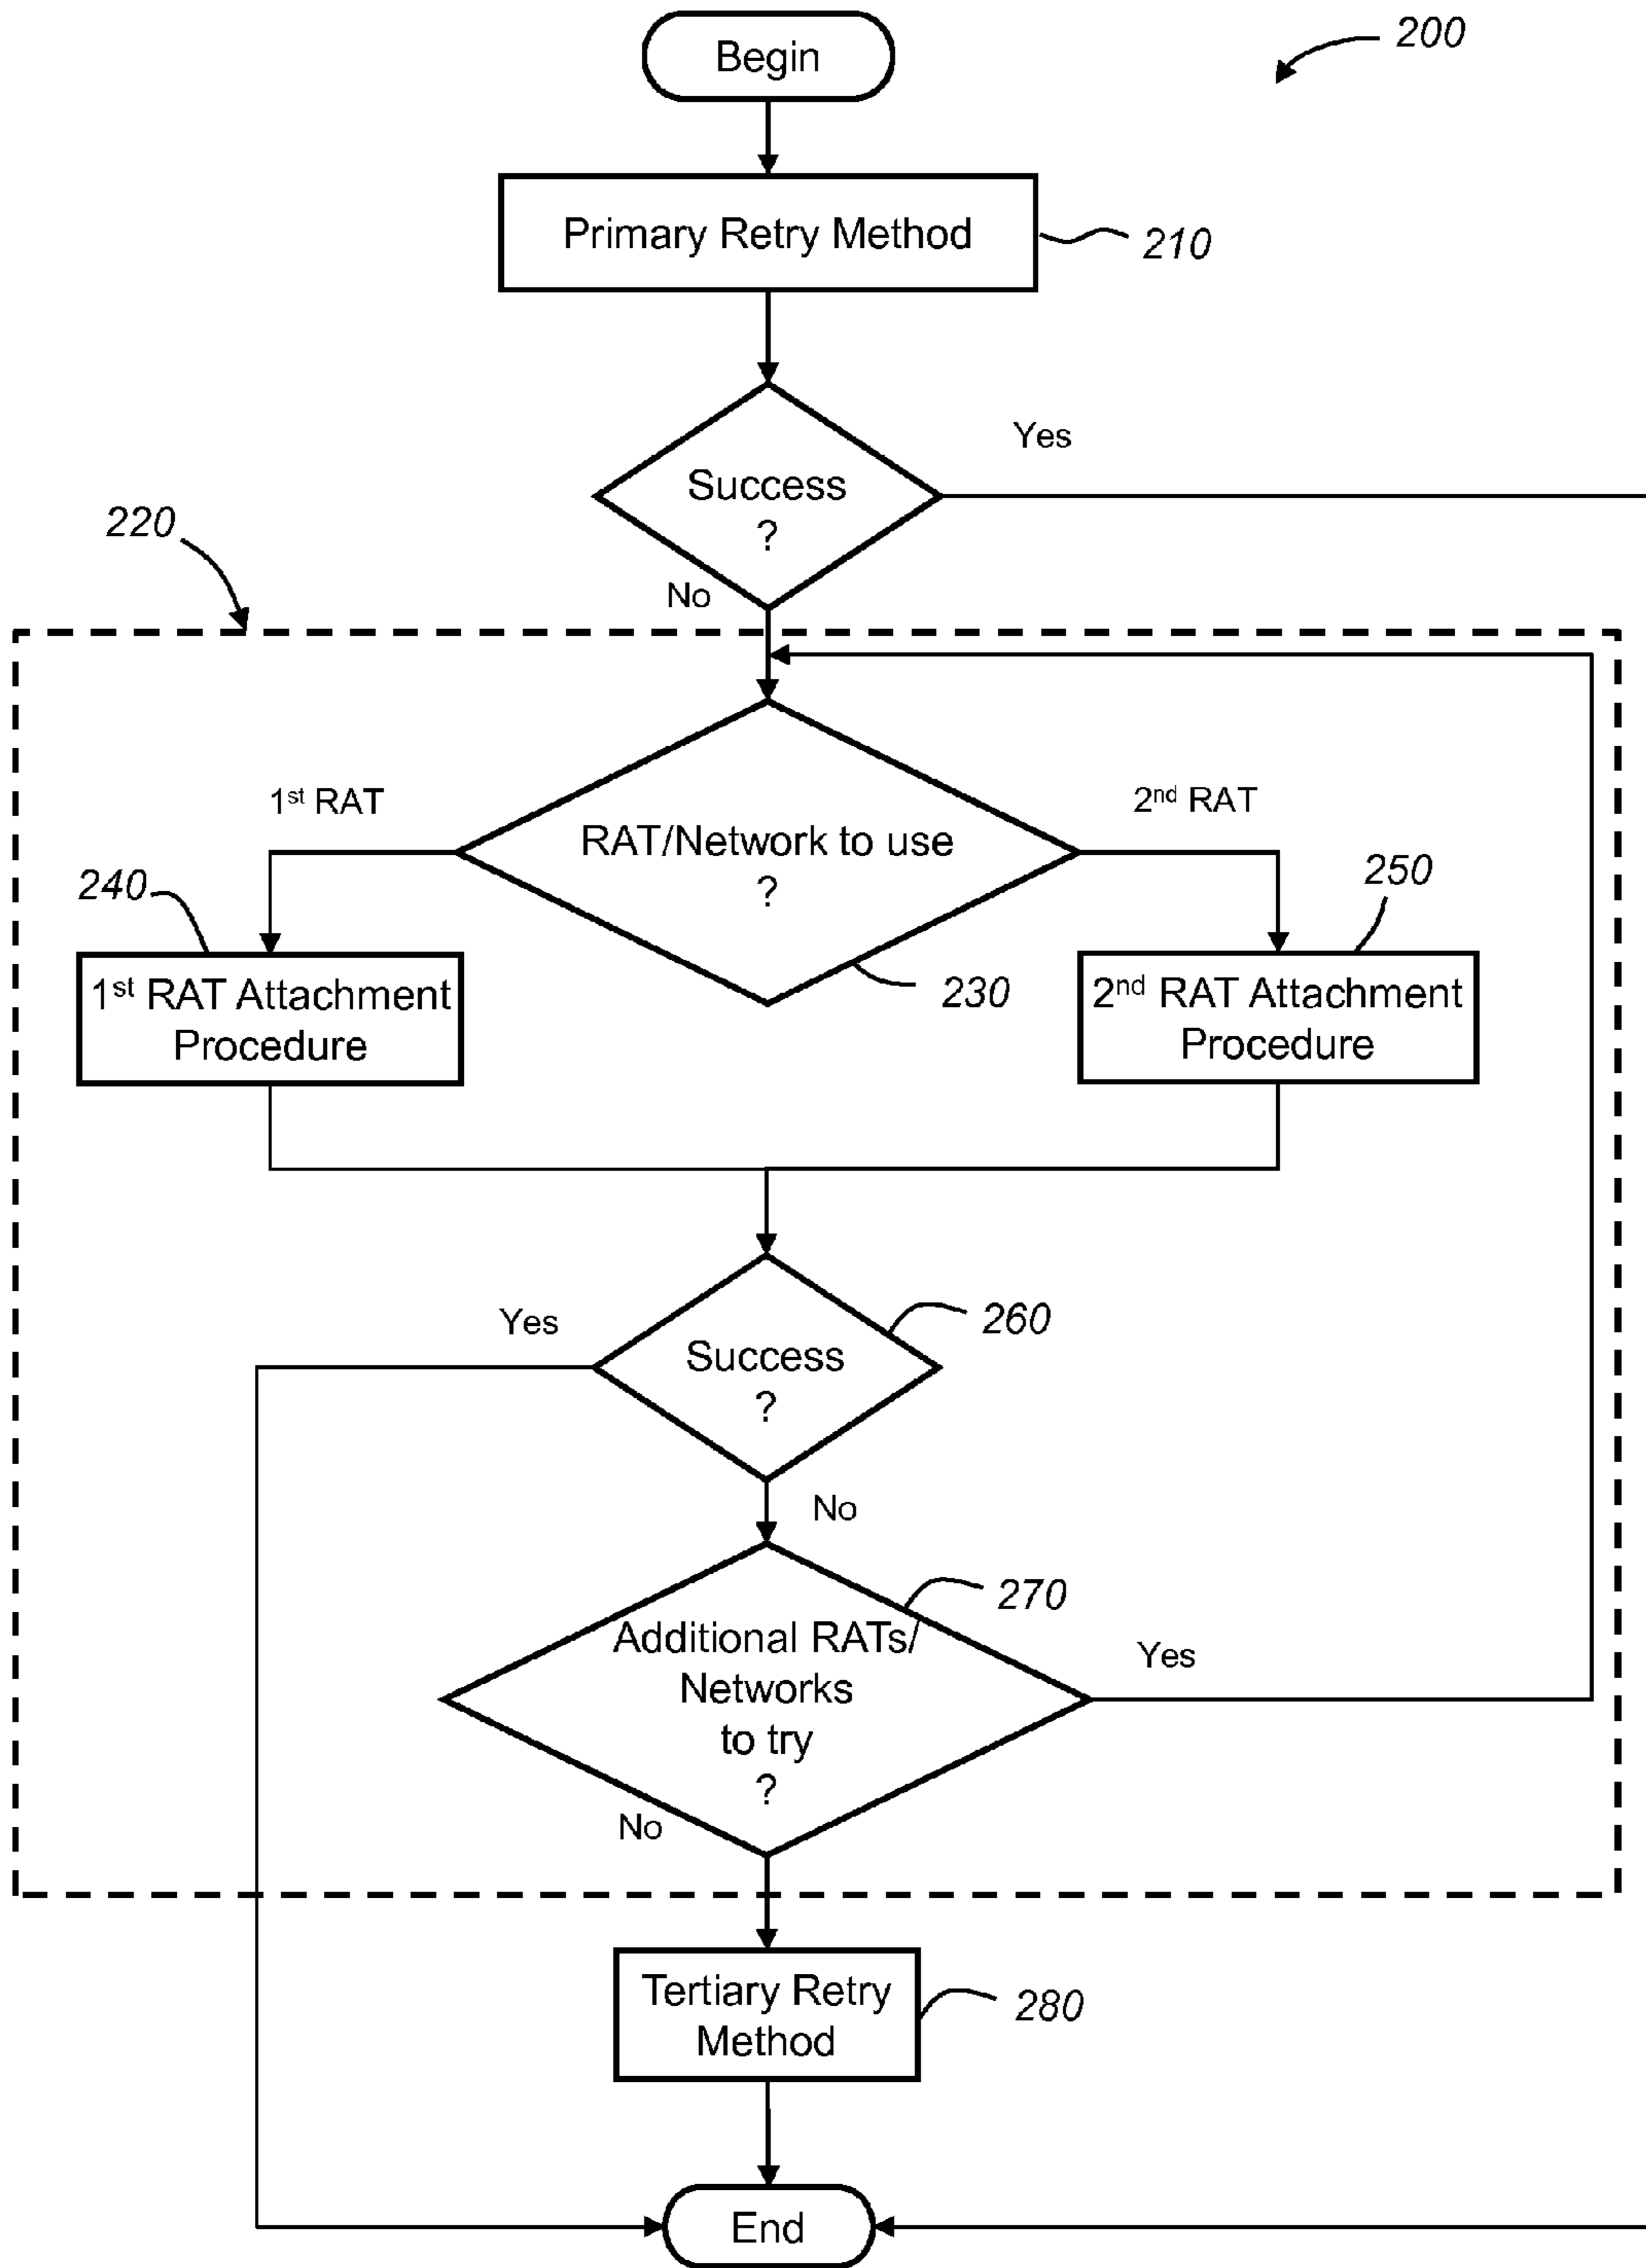 Begin
200
Primary Retry Method
210
Yes
Success
?
220
No
1st RAT
2nd RAT
RAT/Network to use
?
240
250
230
1st RAT Attachment
Procedure
2nd RAT Attachment
Procedure
Yes
260
Success
?
No
270
Additional RATs/
Networks
to try
?
Yes
No
Tertiary Retry
Method
280
End